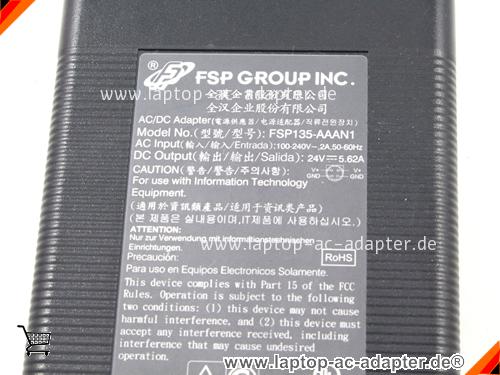 FSP GROUP INC.
全漢企業股份有限公司
全汉企业股份有限公司
AC/DC Adapter(電源供應器/电源适配器/직류전원장치)
Model No.(型號/型号): FSP135-AAAN1
AC Input(輸入/输入/Entrada):100-240V~,2A,50-60Hz
DC Output(輸出/输出/Salida): 24V⎓5.62A
CAUTION(警告/警告/주의사항):
V+ V+
GND GND
For use with Information Technology
Equipment.
(適用於資訊類產品/适用于资讯类产品)
(본 제품은 실내용이며,IT제품에 사용하십시오.)
ATTENTION:
Nur zur Verwendung mit informationstechnischen
Einrichtungen.
Precaución:
RoHS
Para uso en Equipos Electronicos Solamente.
This device complies with Part 15 of the FCC
Rules. Operation is subject to the following
two conditions: (1) this device may not cause
harmful interference, and (2) this device must
accept any interference received, including
interference that may cause undesired
operation.
www.laptop-ac-adapter.de
www.laptop-ac-adapter.de
www.laptop-ac-adapter.de®